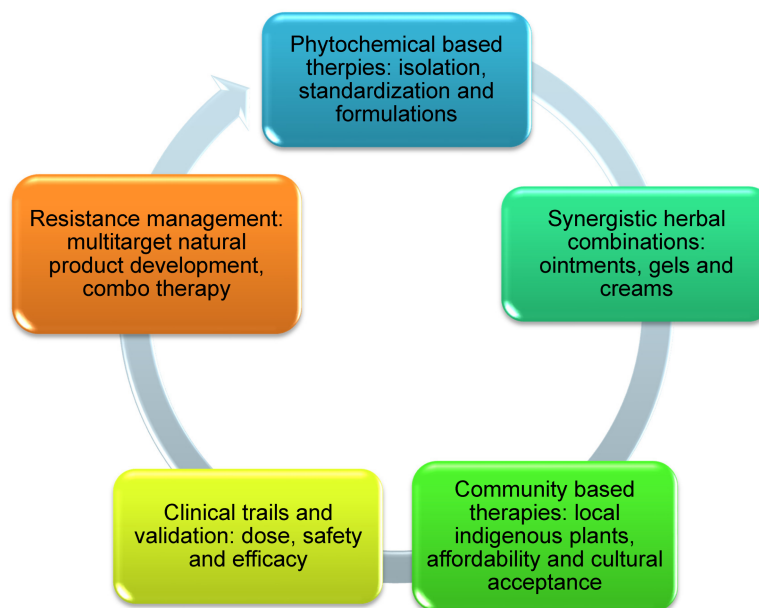 Phytochemical based
therpies: isolation,
standardization and
formulations
Synergistic herbal
combinations:
ointments, gels and
creams
Community based
therapies: local
indigenous plants,
affordability and cultural
acceptance
Clinical trails and
validation: dose, safety
and efficacy
Resistance management:
multitarget natural
product development,
combo therapy